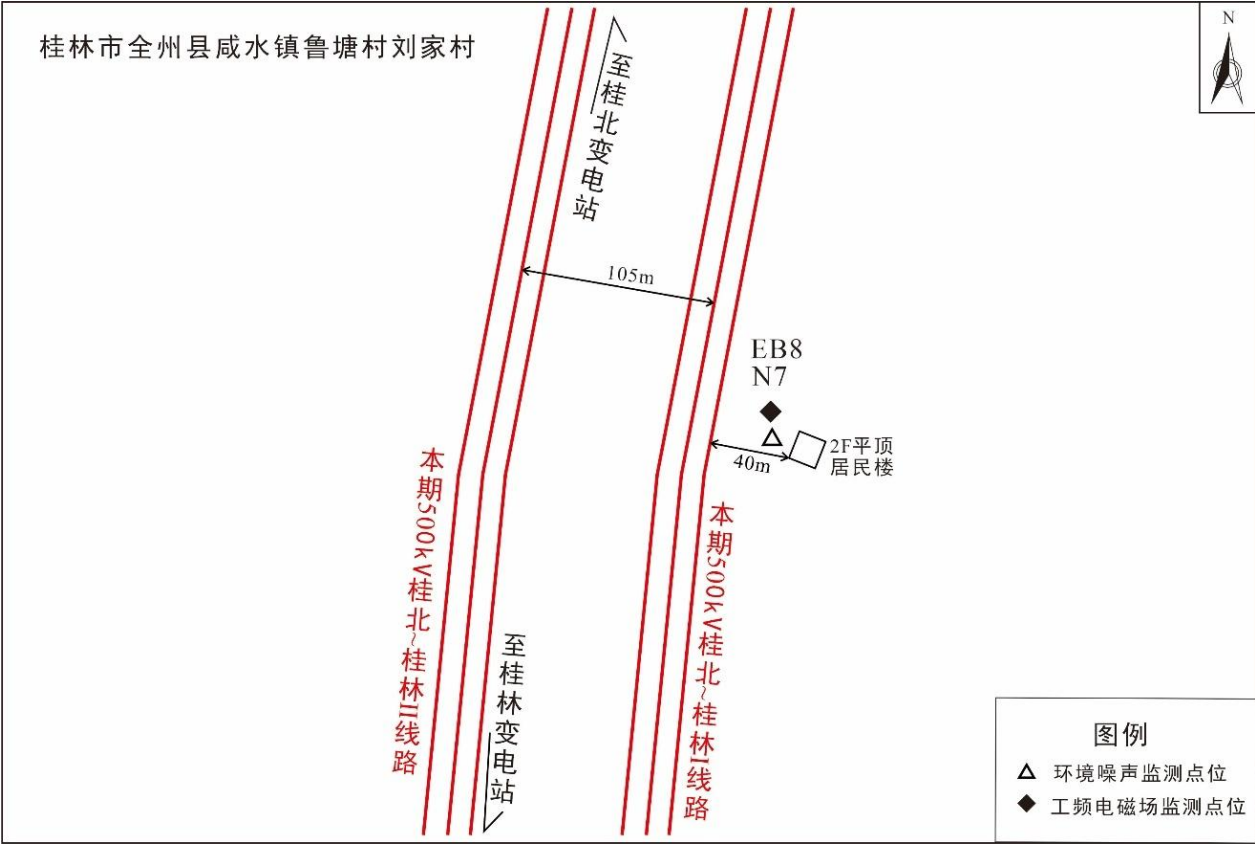 桂林市全州县咸水镇鲁塘村刘家村
N
至桂北变电站
105m
EB8
N7
2F平顶
居民楼
40m
本期500kV桂北~桂林II线路
本期500kV桂北~桂林I线路
至桂林变电站
图例
环境噪声监测点位
工频电磁场监测点位